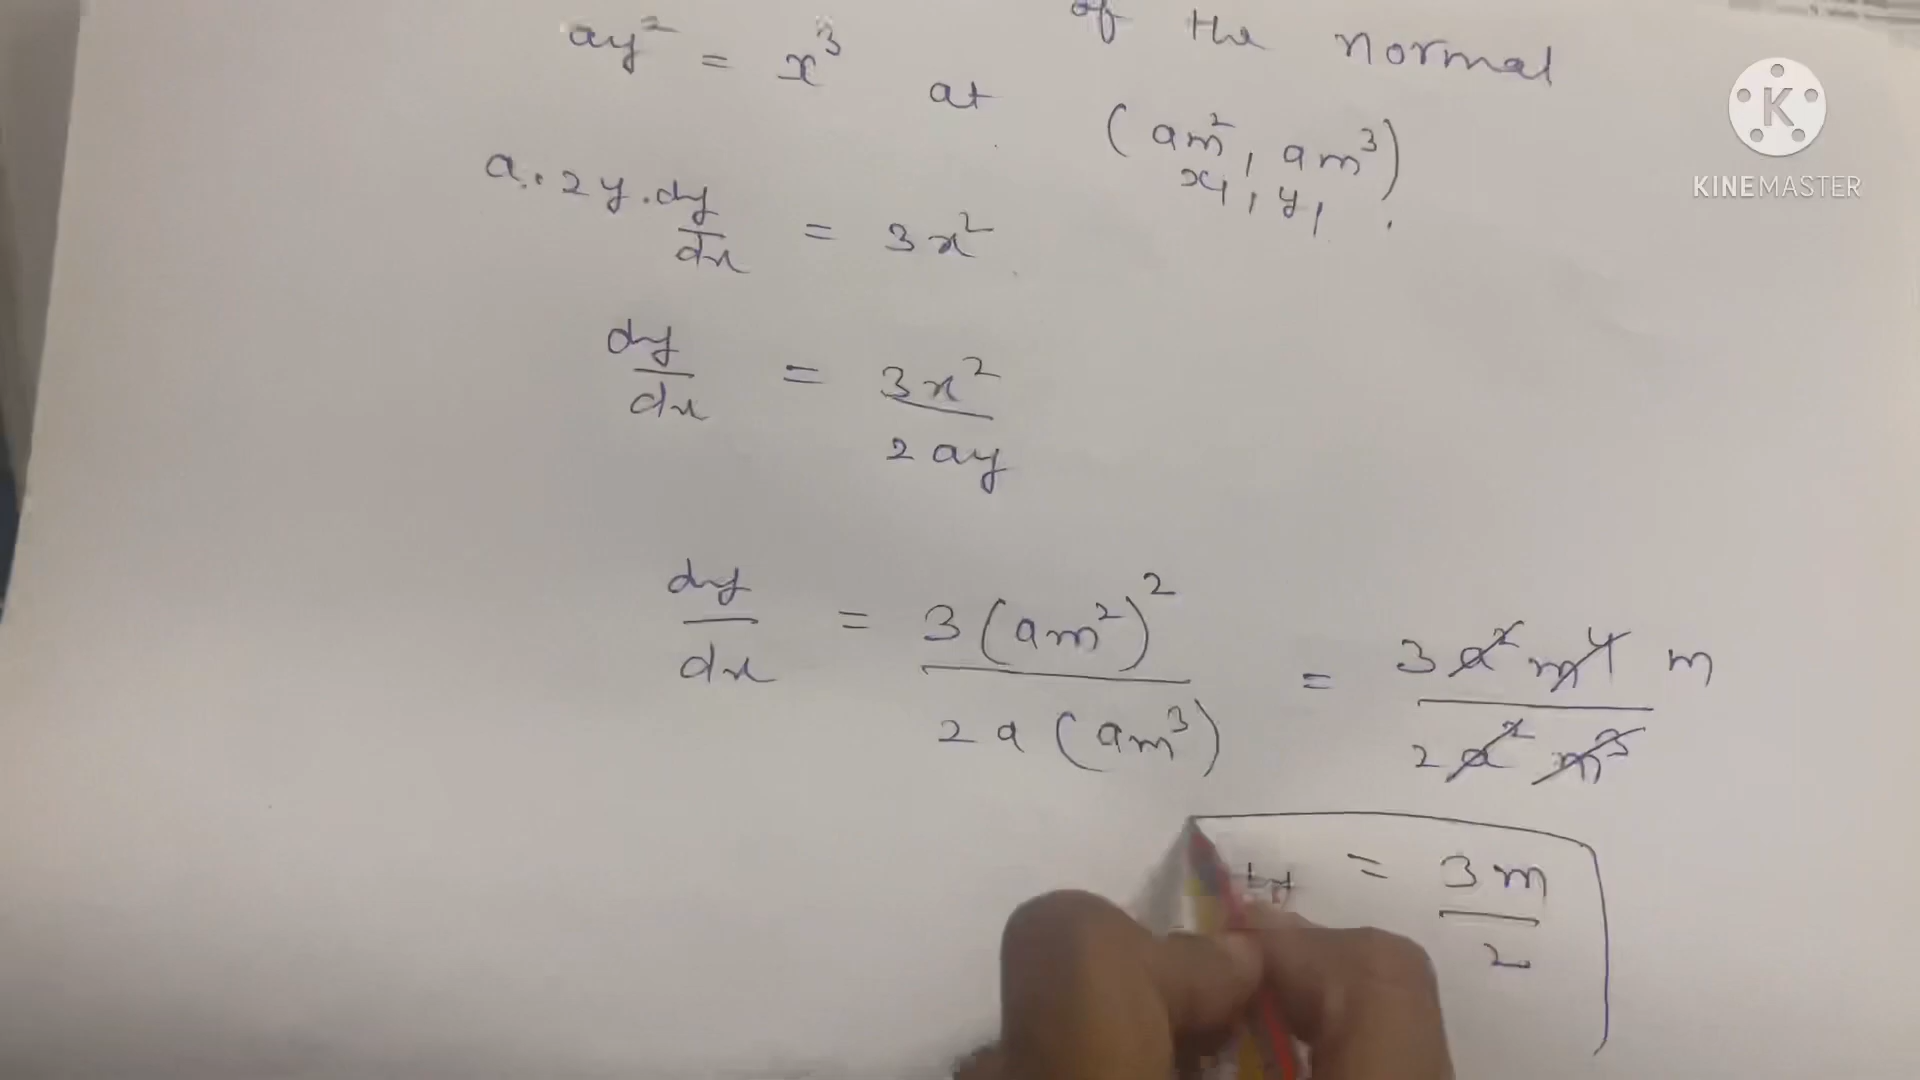 of the normal
ay² = x³ at (am², am³)
x₁, y₁
a.2y.dy/dx = 3x²
dy/dx = 3x²/2ay
dy/dx = 3(am²)²/2a(am³) = 3a²m⁴ m/2a²m³
= 3m/2
K
KINEMASTER